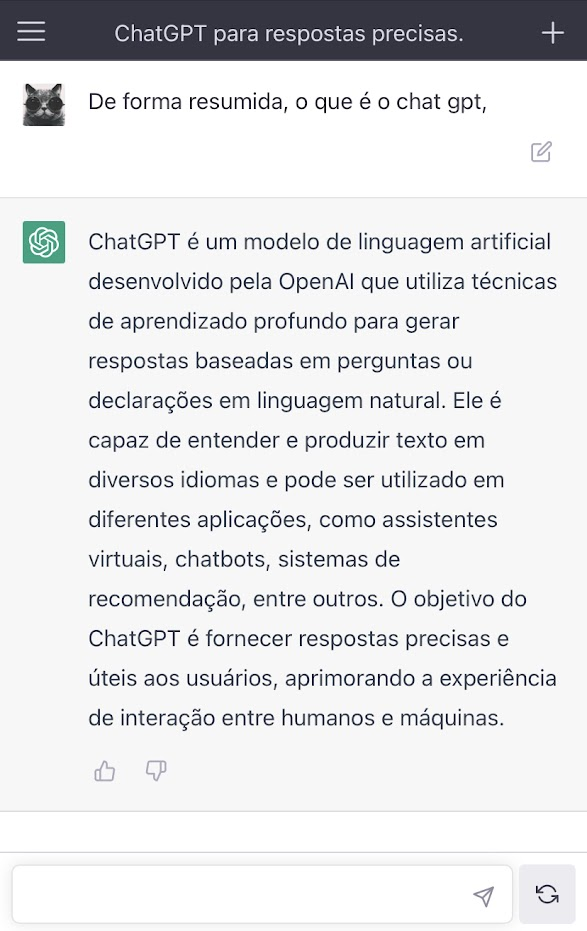 ChatGPT para respostas precisas.
De forma resumida, o que é o chat gpt,
ChatGPT é um modelo de linguagem artificial
desenvolvido pela OpenAI que utiliza técnicas
de aprendizado profundo para gerar
respostas baseadas em perguntas ou
declarações em linguagem natural. Ele é
capaz de entender e produzir texto em
diversos idiomas e pode ser utilizado em
diferentes aplicações, como assistentes
virtuais, chatbots, sistemas de
recomendação, entre outros. O objetivo do
ChatGPT é fornecer respostas precisas e
úteis aos usuários, aprimorando a experiência
de interação entre humanos e máquinas.